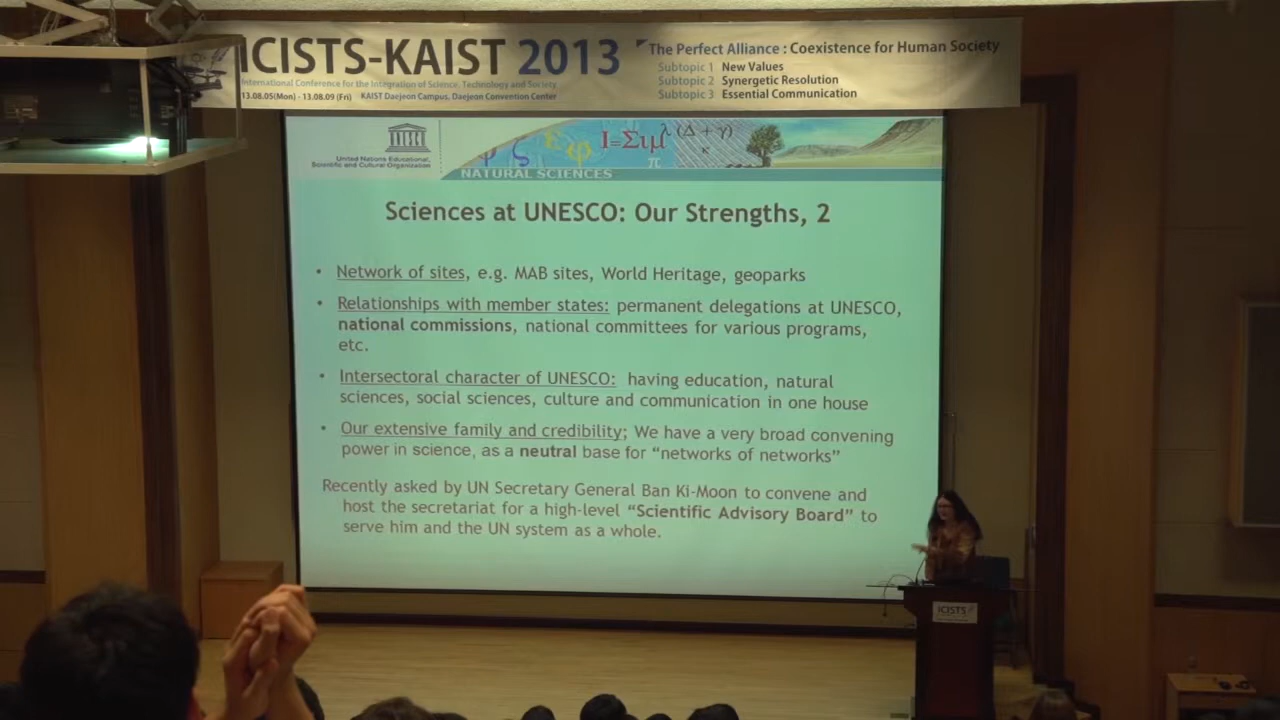 ICISTS-KAIST 2013
International Conference for the Integration of Science, Technology and Society
13.08.05(Mon) - 13.08.09 (Fri) KAIST Daejeon Campus, Daejeon Convention Center
The Perfect Alliance : Coexistence for Human Society
Subtopic 1 New Values
Subtopic 2 Synergetic Resolution
Subtopic 3 Essential Communication
United Nations Educational,
Scientific and Cultural Organization
NATURAL SCIENCES
Sciences at UNESCO: Our Strengths, 2
• Network of sites, e.g. MAB sites, World Heritage, geoparks
• Relationships with member states: permanent delegations at UNESCO,
national commissions, national committees for various programs,
etc.
• Intersectoral character of UNESCO: having education, natural
sciences, social sciences, culture and communication in one house
• Our extensive family and credibility; We have a very broad convening
power in science, as a neutral base for “networks of networks”
Recently asked by UN Secretary General Ban Ki-Moon to convene and
host the secretariat for a high-level “Scientific Advisory Board” to
serve him and the UN system as a whole.
ICISTS